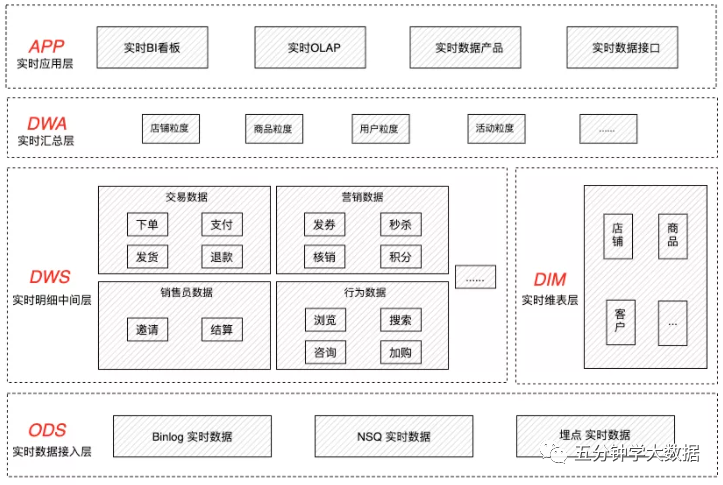 APP
实时应用层
实时BI看板
实时OLAP
实时数据产品
实时数据接口
DWA
实时汇总层
店铺粒度
商品粒度
用户粒度
活动粒度
......
DWS
实时明细中间层
交易数据
下单
支付
发货
退款
营销数据
发券
秒杀
核销
积分
销售员数据
邀请
结算
行为数据
浏览
搜索
咨询
加购
......
DIM
实时维表层
店铺
商品
客户
...
ODS
实时数据接入层
Binlog 实时数据
NSQ 实时数据
埋点 实时数据
五分钟学大数据